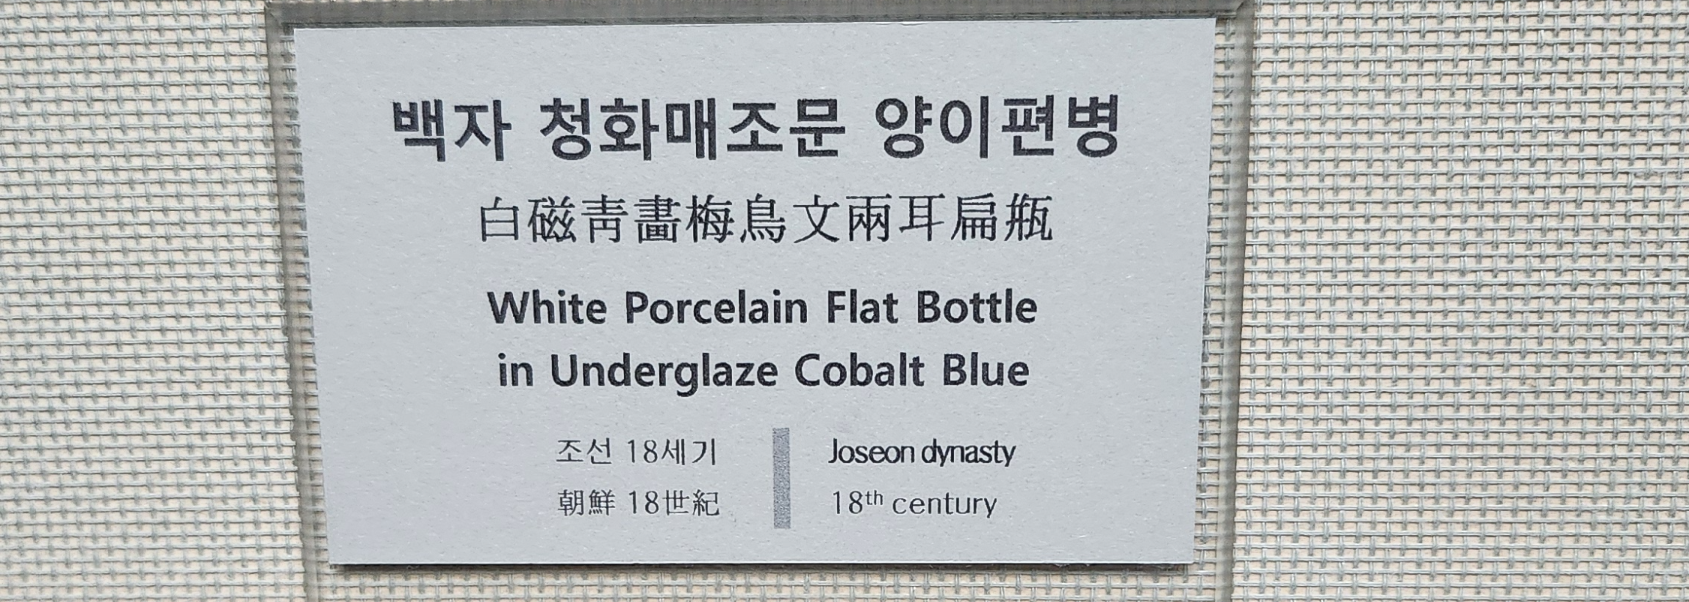 백자 청화매조문 양이편병
白磁靑畵梅鳥文兩耳扁甁
White Porcelain Flat Bottle
in Underglaze Cobalt Blue
조선 18세기
朝鮮 18世紀
Joseon dynasty
18th century